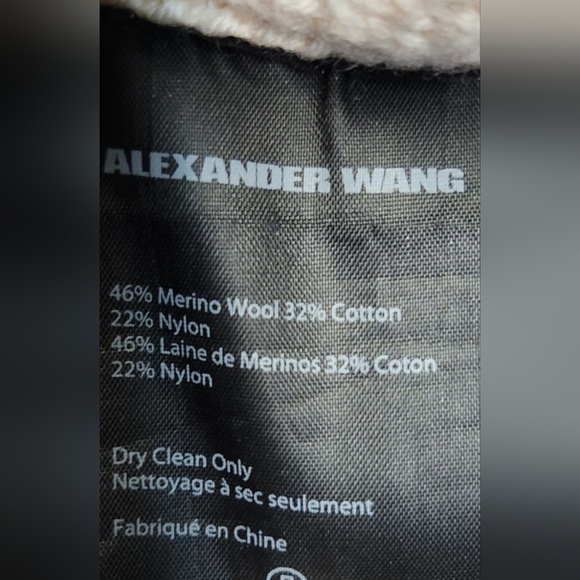 ALEXANDER WANG
46% Merino Wool 32% Cotton
22% Nylon
46% Laine de Merinos 32% Coton
22% Nylon
Dry Clean Only
Nettoyage à sec seulement
Fabriqué en Chine